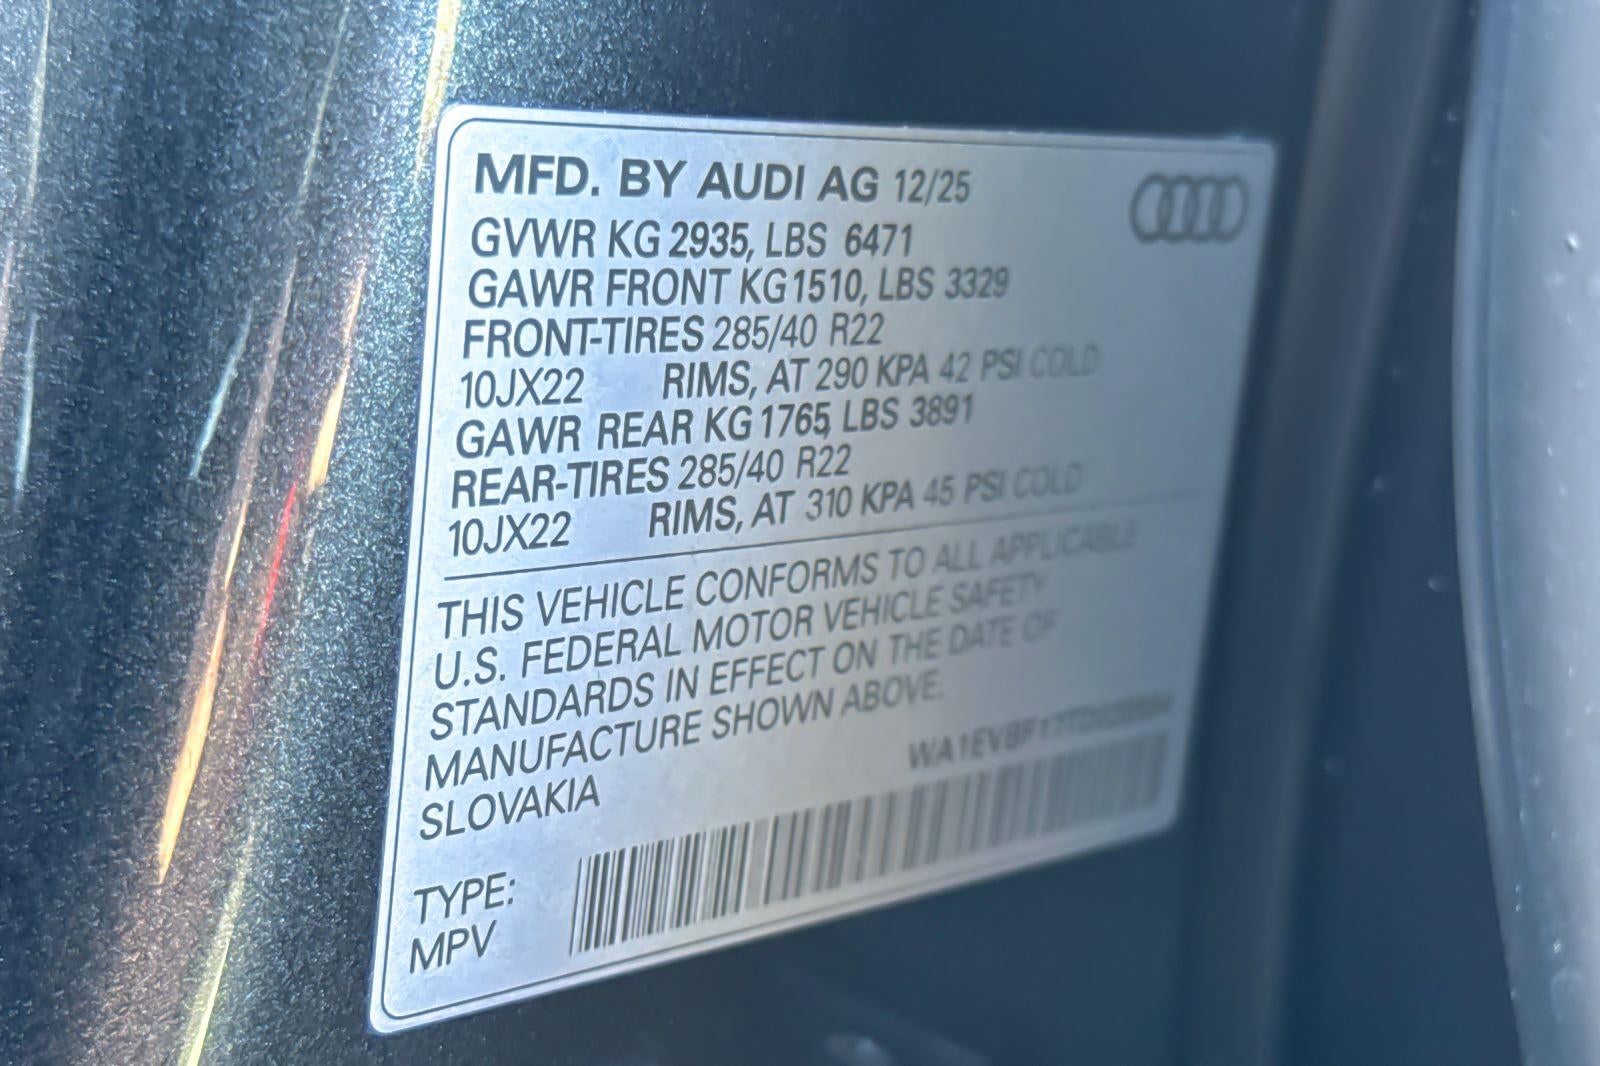 MFD. BY AUDI AG 12/25
GVWR KG 2935, LBS 6471
GAWR FRONT KG1510, LBS 3329
FRONT-TIRES 285/40 R22
10JX22 RIMS, AT 290 KPA 42 PSI COLD
GAWR REAR KG 1765, LBS 3891
REAR-TIRES 285/40 R22
10JX22 RIMS, AT 310 KPA 45 PSI COLD
THIS VEHICLE CONFORMS TO ALL APPLICABLE
U.S. FEDERAL MOTOR VEHICLE SAFETY
STANDARDS IN EFFECT ON THE DATE OF
MANUFACTURE SHOWN ABOVE.
SLOVAKIA
TYPE:
MPV